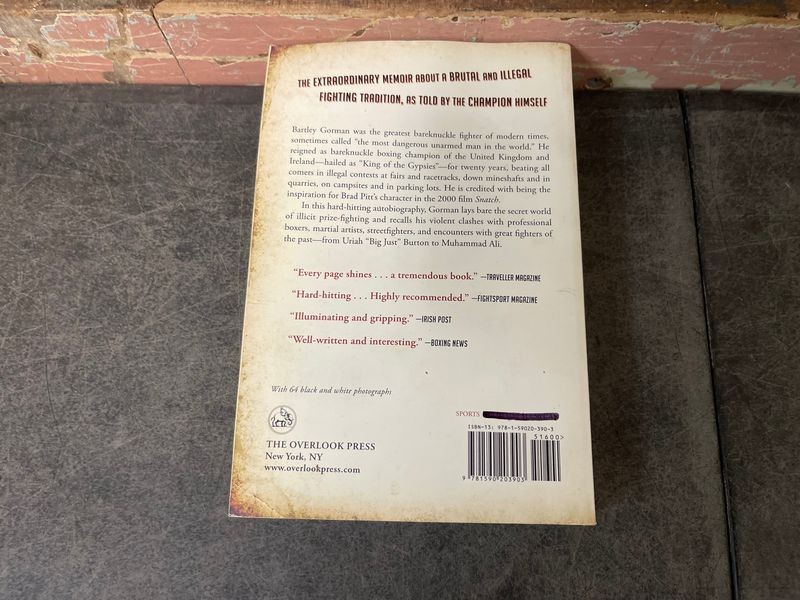 THE EXTRAORDINARY MEMOIR ABOUT A BRUTAL AND ILLEGAL
FIGHTING TRADITION, AS TOLD BY THE CHAMPION HIMSELF
Bartley Gorman was the greatest bareknuckle fighter of modern times,
sometimes called "the most dangerous unarmed man in the world." He
reigned as bareknuckle boxing champion of the United Kingdom and
Ireland—hailed as "King of the Gypsies"—for twenty years, beating all
comers in illegal contests at fairs and racetracks, down mineshafts and in
quarries, on campsites and in parking lots. He is credited with being the
inspiration for Brad Pitt's character in the 2000 film Snatch.
In this hard-hitting autobiography, Gorman lays bare the secret world
of illicit prize-fighting and recalls his violent clashes with professional
boxers, martial artists, streetfighters, and encounters with great fighters of
the past—from Uriah "Big Just" Burton to Muhammad Ali.
"Every page shines . . . a tremendous book." —TRAVELLER MAGAZINE
"Hard-hitting . . . Highly recommended." —FIGHTSPORT MAGAZINE
"Illuminating and gripping." —IRISH POST
"Well-written and interesting." —BOXING NEWS
With 64 black and white photographs
SPORTS
ISBN-13: 978-1-59020-390-3
51600>
THE OVERLOOK PRESS
New York, NY
www.overlookpress.com
9 781590 203903